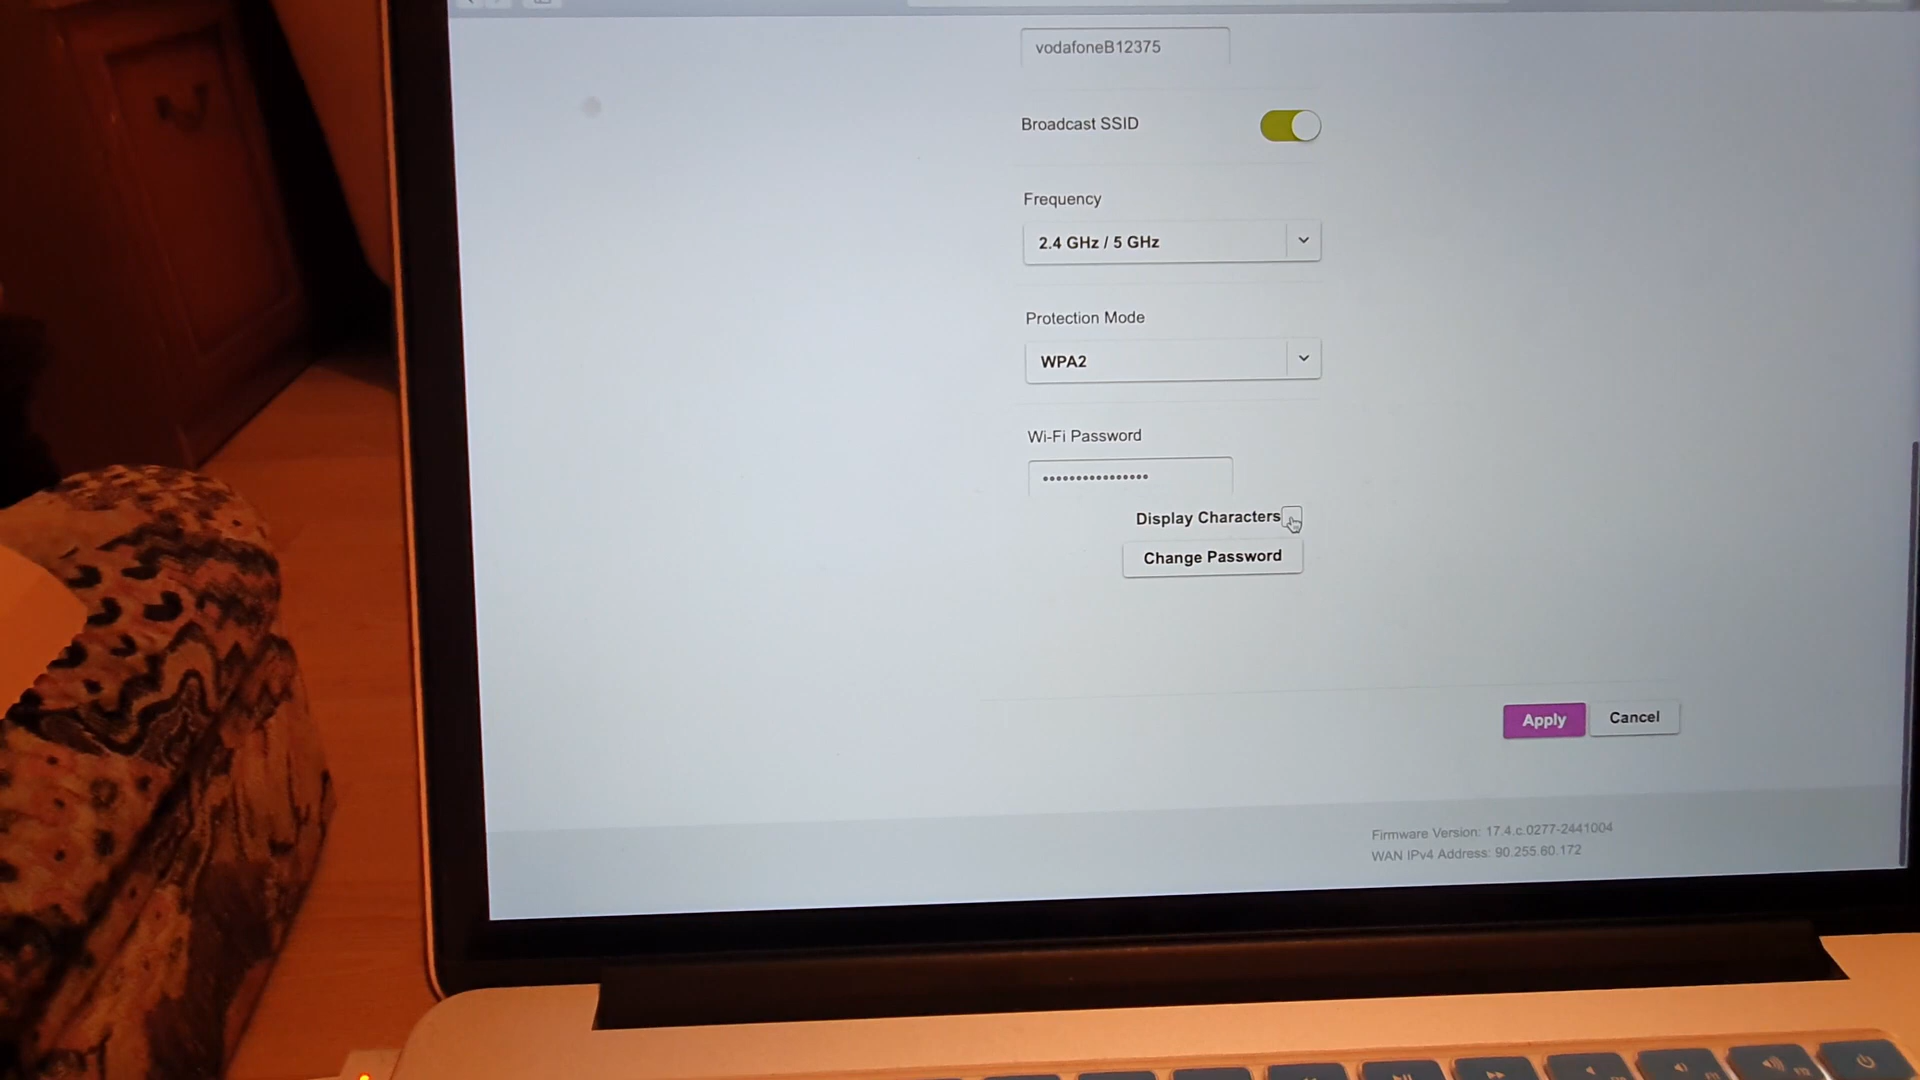 vodafoneB12375
Broadcast SSID
Frequency
2.4 GHz / 5 GHz
Protection Mode
WPA2
Wi-Fi Password
••••••••••••••••
Display Characters
Change Password
Apply
Cancel
Firmware Version: 17.4.c.0277-2441004
WAN IPv4 Address: 90.255.60.172